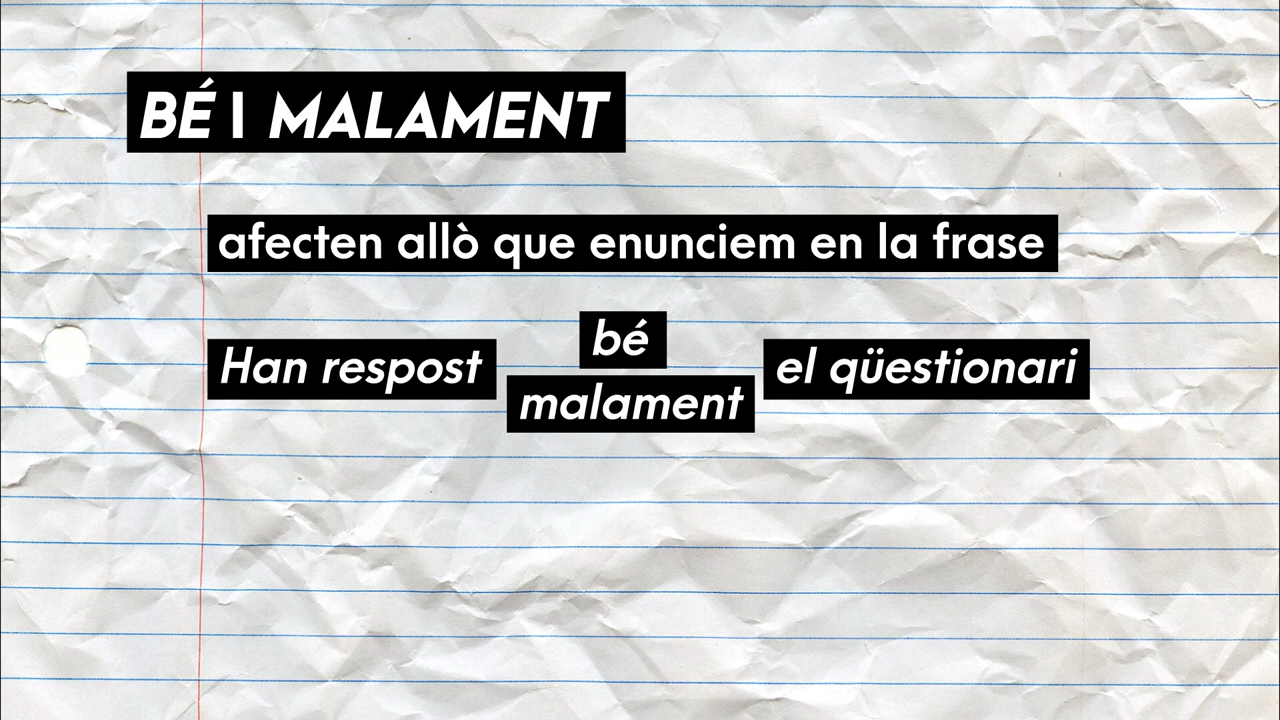 BÉ I MALAMENT
afecten allò que enunciem en la frase
bé
Han respost el qüestionari
malament